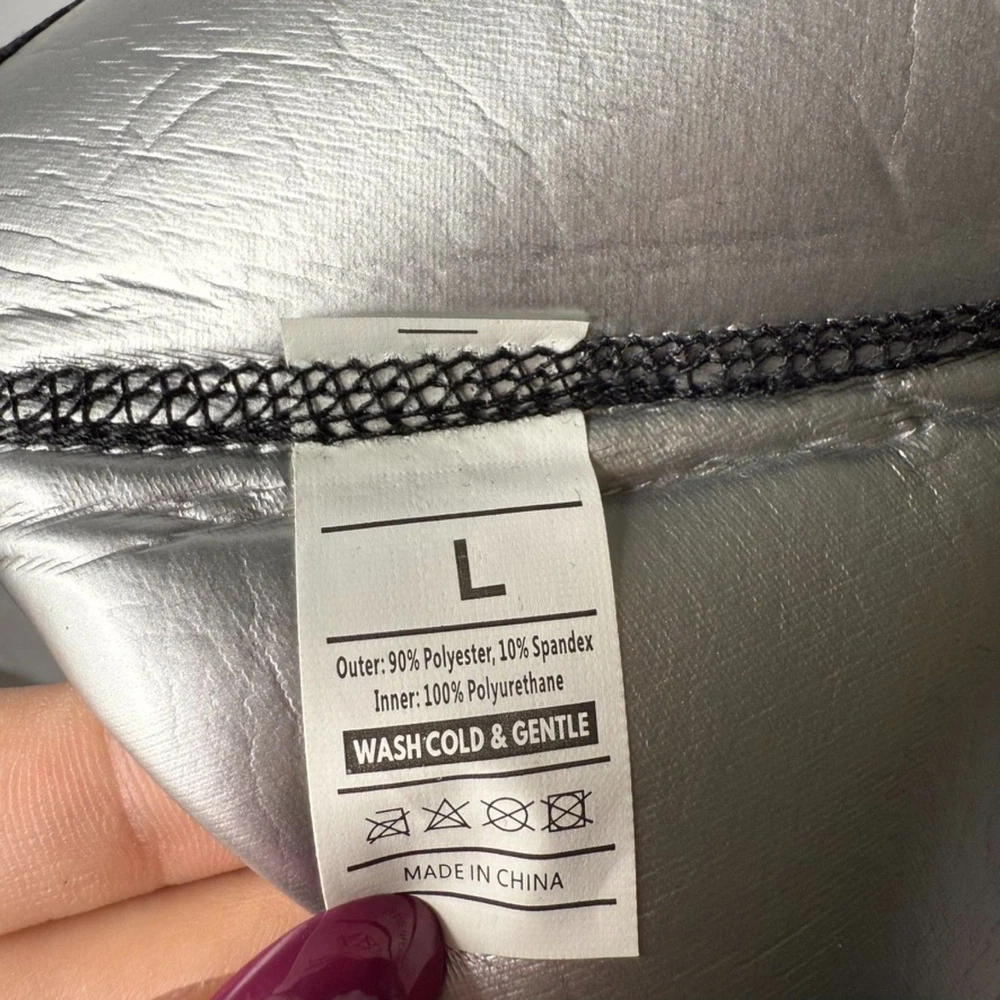 L
Outer: 90% Polyester, 10% Spandex
Inner: 100% Polyurethane
WASH COLD & GENTLE
MADE IN CHINA